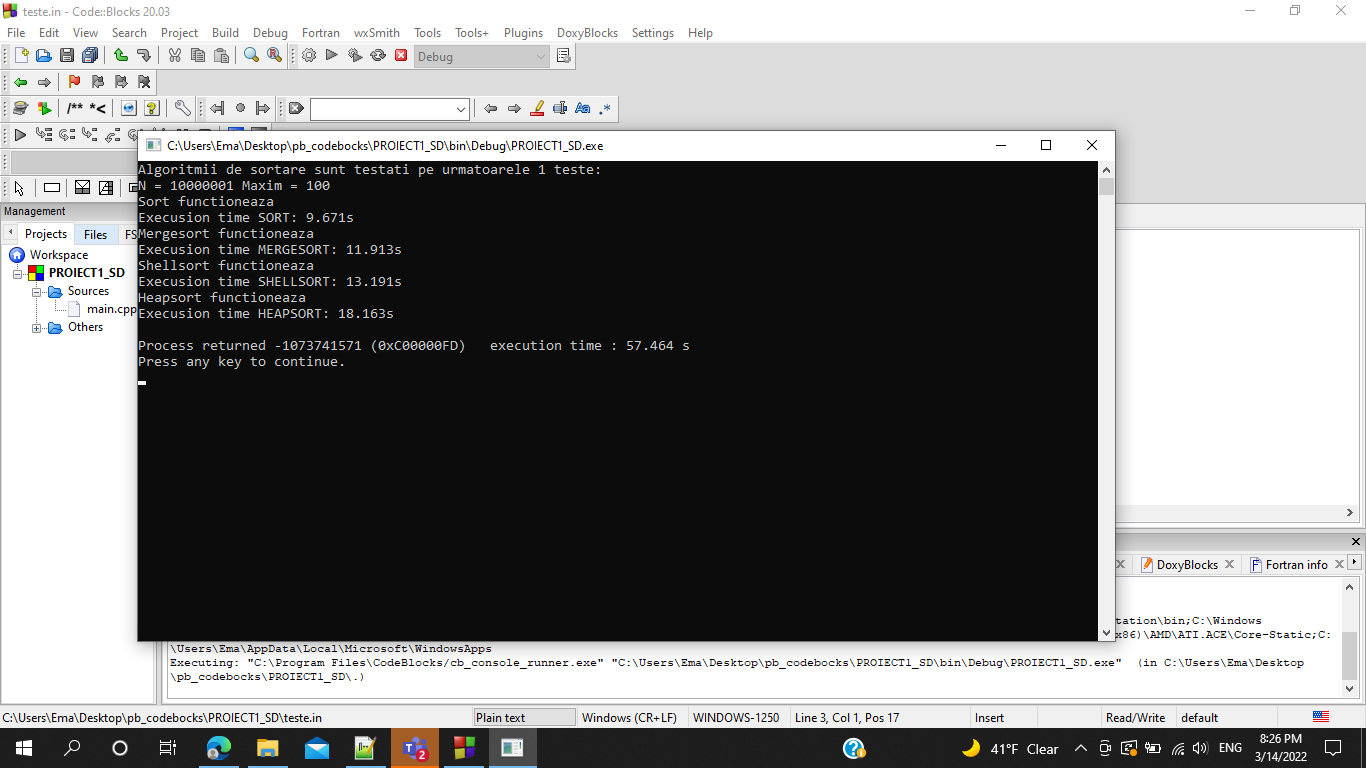 teste.in - Code::Blocks 20.03
File Edit View Search Project Build Debug Fortran wxSmith Tools Tools+ Plugins DoxyBlocks Settings Help
Debug
/** *<
Aa .*
C:\Users\Ema\Desktop\pb_codebocks\PROIECT1_SD\bin\Debug\PROIECT1_SD.exe
Algoritmii de sortare sunt testati pe urmatoarele 1 teste:
N = 10000001 Maxim = 100
Sort functioneaza
Execusion time SORT: 9.671s
Mergesort functioneaza
Execusion time MERGESORT: 11.913s
Shellsort functioneaza
Execusion time SHELLSORT: 13.191s
Heapsort functioneaza
Execusion time HEAPSORT: 18.163s
Process returned -1073741571 (0xC00000FD) execution time : 57.464 s
Press any key to continue.
Management
Projects Files FS
Workspace
PROIECT1_SD
Sources
main.cpp
Others
DoxyBlocks Fortran info
tation\bin;C:\Windows
x86)\AMD\ATI.ACE\Core-Static;C:
\Users\Ema\AppData\Local\Microsoft\WindowsApps
Executing: "C:\Program Files\CodeBlocks/cb_console_runner.exe" "C:\Users\Ema\Desktop\pb_codebocks\PROIECT1_SD\bin\Debug\PROIECT1_SD.exe" (in C:\Users\Ema\Desktop
\pb_codebocks\PROIECT1_SD\.)
C:\Users\Ema\Desktop\pb_codebocks\PROIECT1_SD\teste.in Plain text Windows (CR+LF) WINDOWS-1250 Line 3, Col 1, Pos 17 Insert Read/Write default
2
41°F Clear
ENG
8:26 PM
3/14/2022